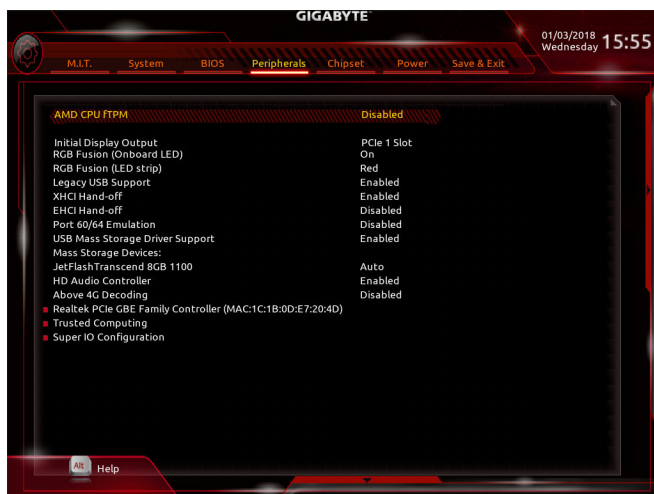 GIGABYTE™
01/03/2018 Wednesday 15:55
M.I.T. System BIOS Peripherals Chipset Power Save & Exit
AMD CPU fTPM Disabled
Initial Display Output PCIe 1 Slot
RGB Fusion (Onboard LED) On
RGB Fusion (LED strip) Red
Legacy USB Support Enabled
XHCI Hand-off Enabled
EHCI Hand-off Disabled
Port 60/64 Emulation Disabled
USB Mass Storage Driver Support Enabled
Mass Storage Devices:
JetFlashTranscend 8GB 1100 Auto
HD Audio Controller Enabled
Above 4G Decoding Disabled
Realtek PCIe GBE Family Controller (MAC:1C:1B:0D:E7:20:4D)
Trusted Computing
Super IO Configuration
Alt Help